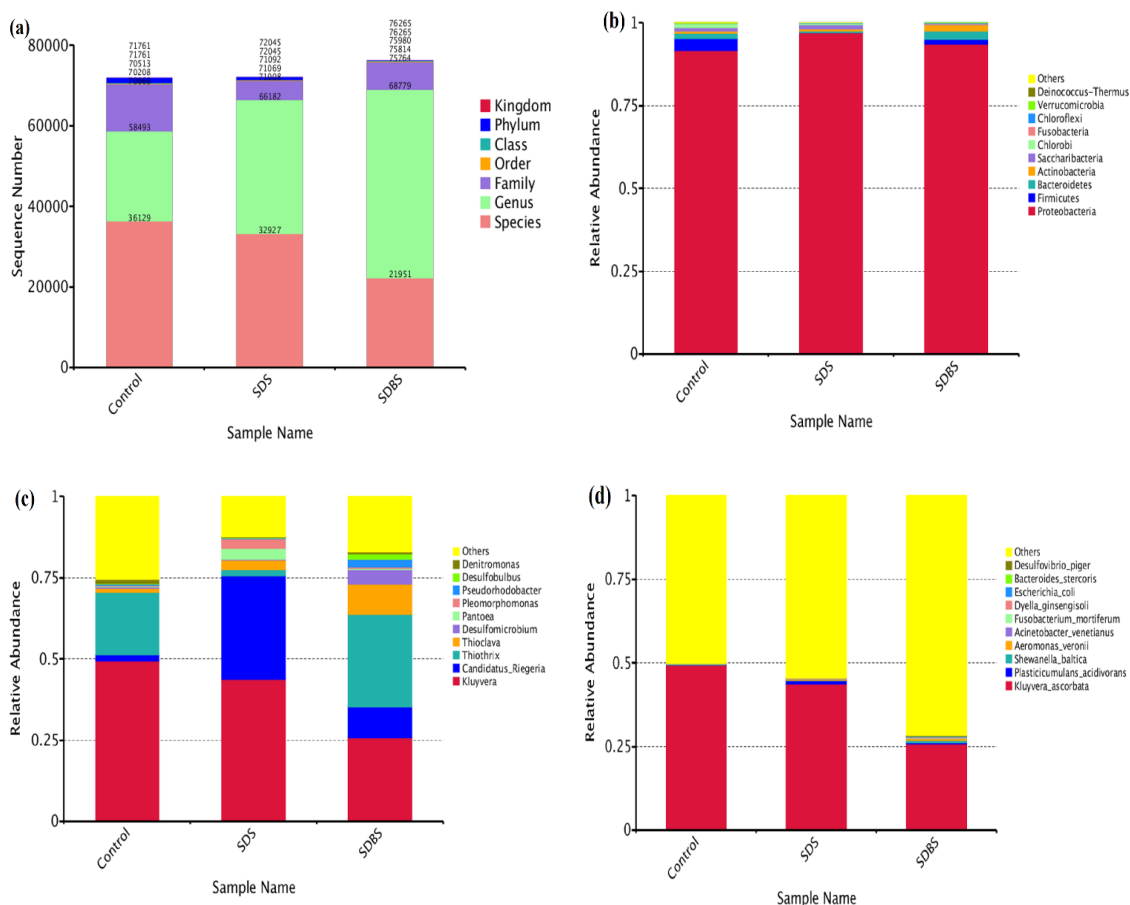 (a)
80000
60000
40000
20000
0
Sequence Number
71761
71761
70513
70208
58493
36129
72045
72045
71092
71069
66182
32927
76265
76265
75980
75814
75764
68779
21951
Control
SDS
SDBS
Sample Name
Kingdom
Phylum
Class
Order
Family
Genus
Species
(b)
1
0.75
0.5
0.25
0
Relative Abundance
Control
SDS
SDBS
Sample Name
Others
Deinococcus-Thermus
Verrucomicrobia
Chloroflexi
Fusobacteria
Chlorobi
Saccharibacteria
Actinobacteria
Bacteroidetes
Firmicutes
Proteobacteria
(c)
1
0.75
0.5
0.25
0
Relative Abundance
Control
SDS
SDBS
Sample Name
Others
Denitromonas
Desulfobulbus
Pseudorhodobacter
Pleomorphomonas
Pantoea
Desulfomicrobium
Thioclava
Thiothrix
Candidatus_Riegeria
Kluyvera
(d)
1
0.75
0.5
0.25
0
Relative Abundance
Control
SDS
SDBS
Sample Name
Others
Desulfovibrio_piger
Bacteroides_stercoris
Escherichia_coli
Dyella_ginsengisoli
Fusobacterium_mortiferum
Acinetobacter_venetianus
Aeromonas_veronii
Shewanella_baltica
Plasticicumulans_acidivorans
Kluyvera_ascorbata